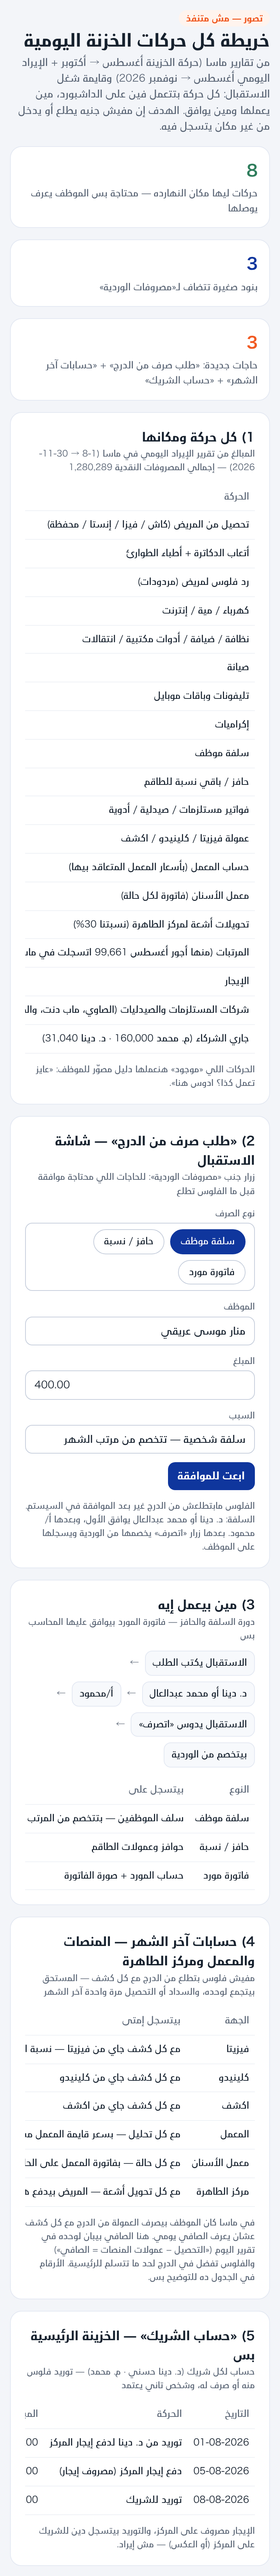 تصور — مش متنفذ
خريطة كل حركات الخزنة اليومية
من تقارير ماسا (حركة الخزينة أغسطس → أكتوبر + الإيراد
اليومي أغسطس → نوفمبر 2026) وقايمة شغل
الاستقبال: كل حركة بتتعمل فين على الداشبورد، مين
يعملها ومين يوافق. الهدف إن مفيش جنيه يطلع أو يدخل
من غير مكان يتسجل فيه.
8
حركات ليها مكان النهارده — محتاجة بس الموظف يعرف
يوصلها
3
بنود صغيرة تتضاف لـ«مصروفات الوردية»
3
حاجات جديدة: «طلب صرف من الدرج» + «حسابات آخر
الشهر» + «حساب الشريك»
1) كل حركة ومكانها
المبالغ من تقرير الإيراد اليومي في ماسا (1-8 → 30-11-
2026) — إجمالي المصروفات النقدية 1,280,289
الحركة
تحصيل من المريض (كاش / فيزا / إنستا / محفظة)
أتعاب الدكاترة + أطباء الطوارئ
رد فلوس لمريض (مردودات)
كهرباء / مية / إنترنت
نظافة / ضيافة / أدوات مكتبية / انتقالات
صيانة
تليفونات وباقات موبايل
إكراميات
سلفة موظف
حافز / باقي نسبة للطاقم
فواتير مستلزمات / صيدلية / أدوية
عمولة فيزيتا / كلينيدو / اكشف
حساب المعمل (بأسعار المعمل المتعاقد بيها)
معمل الأسنان (فاتورة لكل حالة)
تحويلات أشعة لمركز الطاهرة (نسبتنا 30%)
المرتبات (منها أجور أغسطس 99,661 اتسجلت في
الإيجار
شركات المستلزمات والصيدليات (الصاوي، ماب دنت،
جاري الشركاء (م. محمد 160,000 · د. دينا 31,040)
الحركات اللي «موجود» هنعملها دليل مصوّر للموظف: «عايز
تعمل كذا؟ ادوس هنا».
2) «طلب صرف من الدرج» — شاشة
الاستقبال
زرار جنب «مصروفات الوردية»: للحاجات اللي محتاجة موافقة
قبل ما الفلوس تطلع
نوع الصرف
سلفة موظف
حافز / نسبة
فاتورة مورد
الموظف
منار موسى عريقي
المبلغ
400.00
السبب
سلفة شخصية — تتخصم من مرتب الشهر
ابعت للموافقة
الفلوس مابتطلعش من الدرج غير بعد الموافقة في السيستم.
السلفة: د. دينا أو محمد عبدالعال يوافق الأول، وبعدها أ/
محمود. بعدها زرار «اتصرف» يخصمها من الوردية ويسجلها
على الموظف.
3) مين بيعمل إيه
دورة السلفة والحافز — فاتورة المورد بيوافق عليها المحاسب
بس
الاستقبال يكتب الطلب ←
د. دينا أو محمد عبدالعال ← أ/محمود ←
الاستقبال يدوس «اتصرف» ←
بيتخصم من الوردية
النوع بيتسجل على
سلفة موظف سلف الموظفين — بتتخصم من المرتب
حافز / نسبة حوافز وعمولات الطاقم
فاتورة مورد حساب المورد + صورة الفاتورة
4) حسابات آخر الشهر — المنصات
والمعمل ومركز الطاهرة
مفيش فلوس بتطلع من الدرج مع كل كشف — المستحق
بيتجمع لوحده، والسداد أو التحصيل مرة واحدة آخر الشهر
الجهة بيتسجل إمتى
فيزيتا مع كل كشف جاي من فيزيتا — نسبة
كلينيدو مع كل كشف جاي من كلينيدو
اكشف مع كل كشف جاي من اكشف
المعمل مع كل تحليل — بسعر قايمة المعمل
معمل الأسنان مع كل حالة — بفاتورة المعمل على
مركز الطاهرة مع كل تحويل أشعة — المريض بيدفع
في ماسا كان الموظف بيصرف العمولة من الدرج مع كل كشف
عشان يعرف الصافي يومي. هنا الصافي بيبان لوحده في
تقرير اليوم («التحصيل − عمولات المنصات = الصافي»)
والفلوس تفضل في الدرج لحد ما تتسلم للرئيسية. الأرقام
في الجدول ده للتوضيح بس.
5) «حساب الشريك» — الخزينة الرئيسية
بس
حساب لكل شريك (د. دينا حسني · م. محمد) — توريد فلوس
منه أو صرف له، وشخص تاني يعتمد
التاريخ الحركة
01-08-2026 توريد من د. دينا لدفع إيجار المركز
05-08-2026 دفع إيجار المركز (مصروف إيجار)
08-08-2026 توريد للشريك
الإيجار مصروف على المركز، والتوريد بيتسجل دين للشريك
على المركز (أو العكس) — مش إيراد.